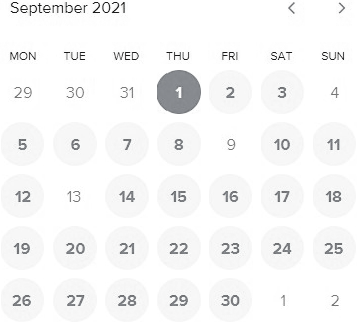 September 2021
MON TUE WED THU FRI SAT SUN
29 30 31 1 2 3 4
5 6 7 8 9 10 11
12 13 14 15 16 17 18
19 20 21 22 23 24 25
26 27 28 29 30 1 2